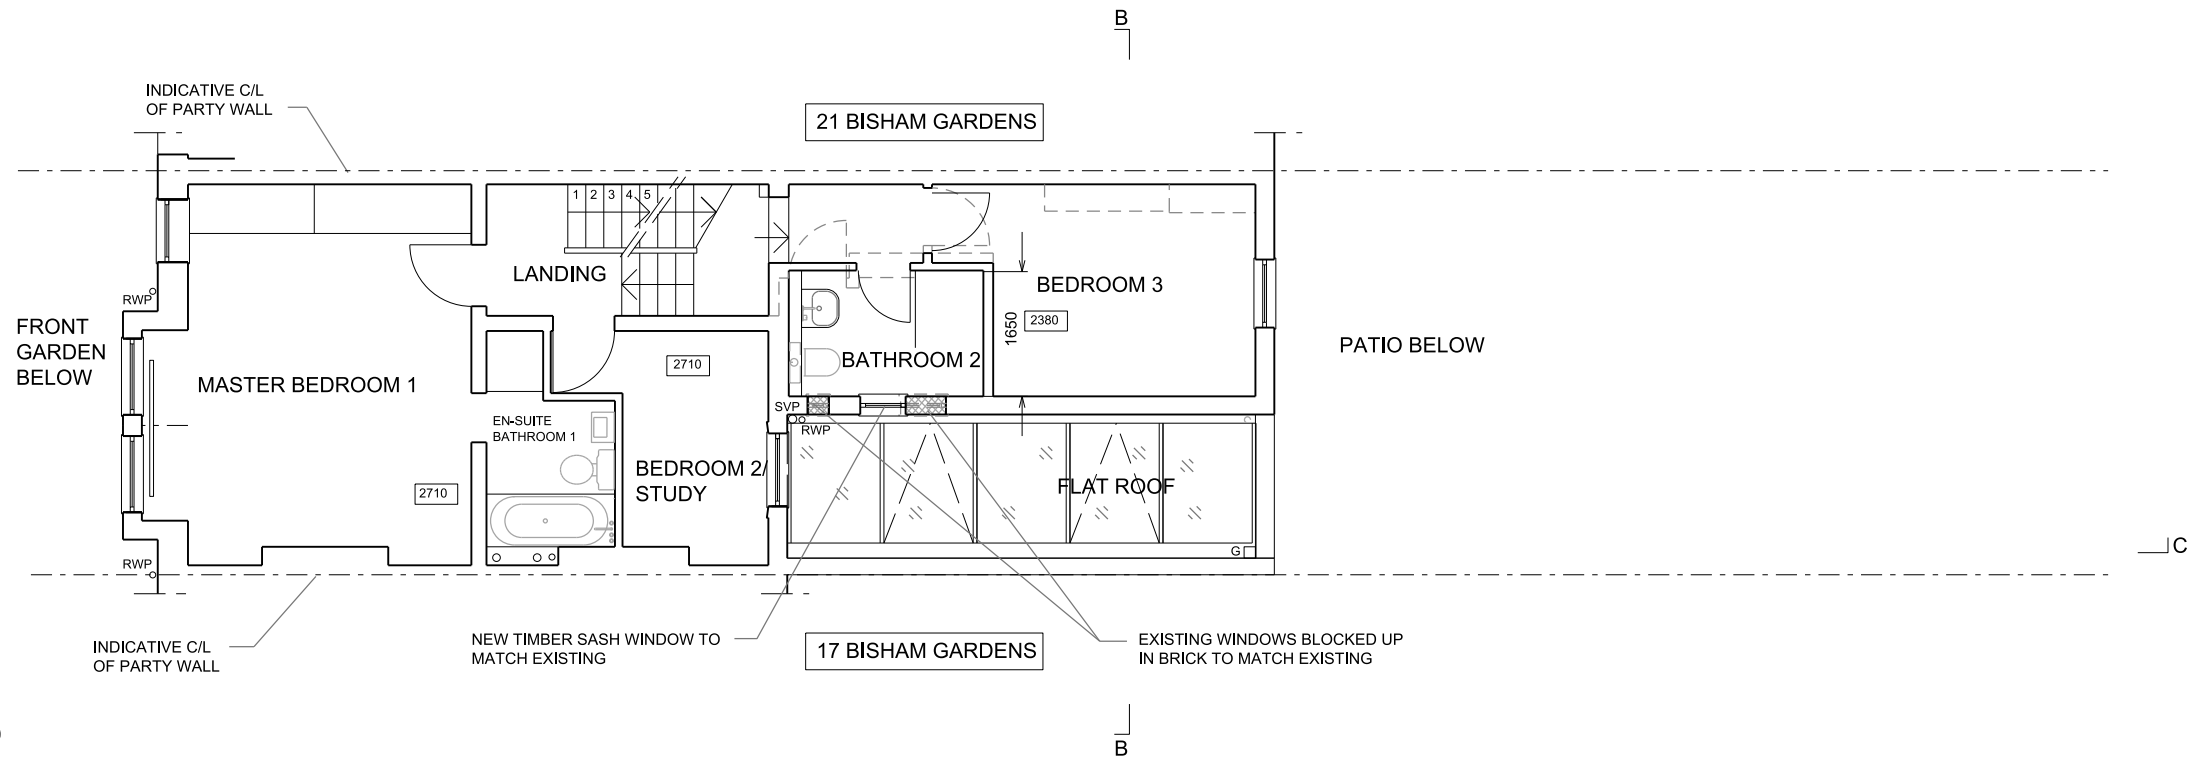 B
INDICATIVE C/L
OF PARTY WALL
21 BISHAM GARDENS
1 2 3 4 5
LANDING
RWP
FRONT
GARDEN
BELOW
MASTER BEDROOM 1
2710
EN-SUITE
BATHROOM 1
2710
BEDROOM 2/
STUDY
BATHROOM 2
BEDROOM 3
2380
1650
PATIO BELOW
SVP
RWP
FLAT ROOF
G
C
RWP
INDICATIVE C/L
OF PARTY WALL
NEW TIMBER SASH WINDOW TO
MATCH EXISTING
17 BISHAM GARDENS
EXISTING WINDOWS BLOCKED UP
IN BRICK TO MATCH EXISTING
B